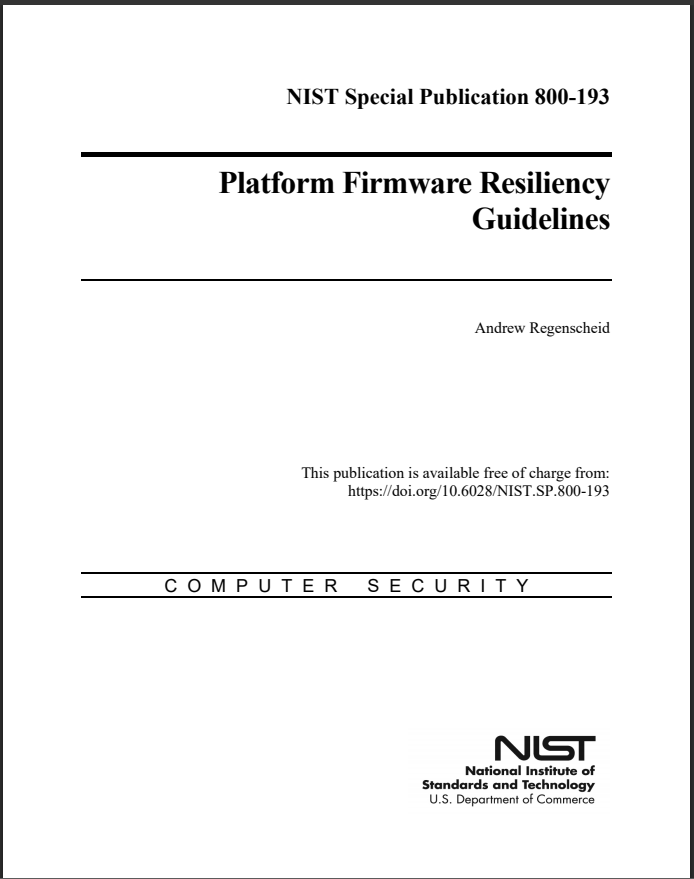 NIST Special Publication 800-193
Platform Firmware Resiliency
Guidelines
Andrew Regenscheid
This publication is available free of charge from:
https://doi.org/10.6028/NIST.SP.800-193
COMPUTER SECURITY
NIST
National Institute of
Standards and Technology
U.S. Department of Commerce